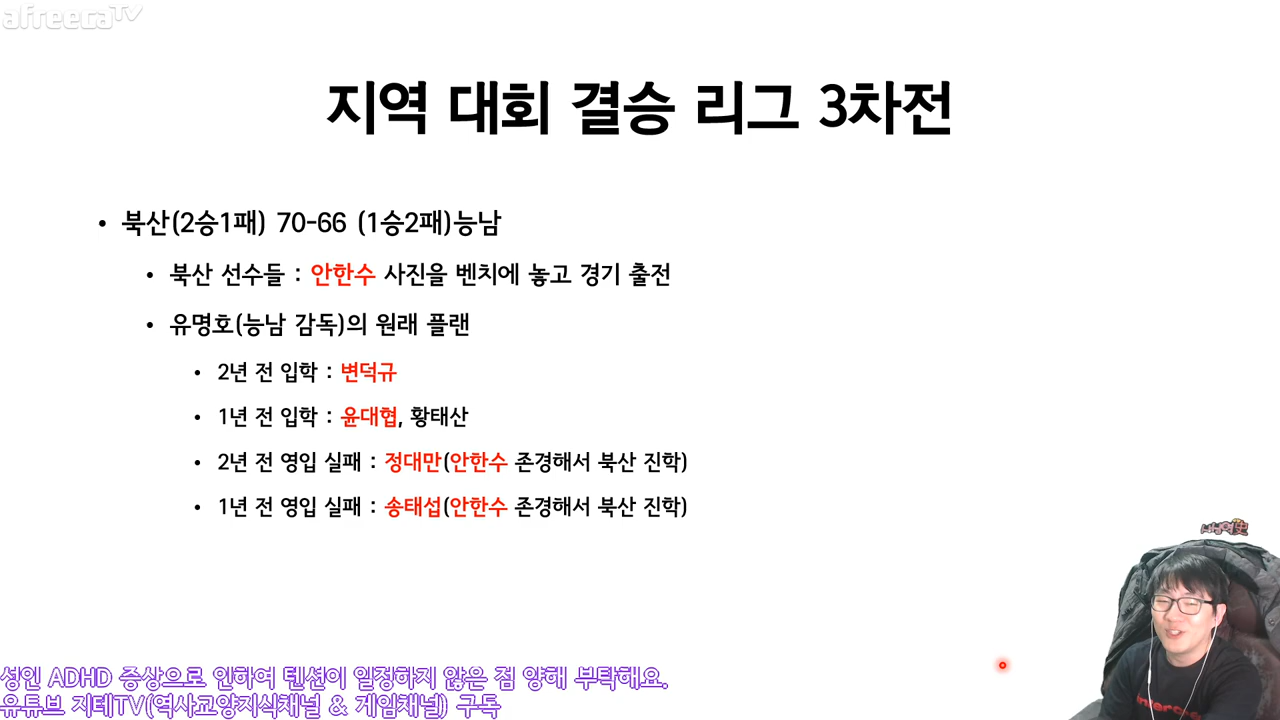 afreecaTV
지역 대회 결승 리그 3차전
• 북산(2승1패) 70-66 (1승2패)능남
• 북산 선수들 : 안한수 사진을 벤치에 놓고 경기 출전
• 유명호(능남 감독)의 원래 플랜
• 2년 전 입학 : 변덕규
• 1년 전 입학 : 윤대협, 황태산
• 2년 전 영입 실패 : 정대만(안한수 존경해서 북산 진학)
• 1년 전 영입 실패 : 송태섭(안한수 존경해서 북산 진학)
성인 ADHD 증상으로 인하여 텐션이 일정하지 않은 점 양해 부탁해요.
유튜브 지테TV(역사교양지식채널 & 게임채널) 구독